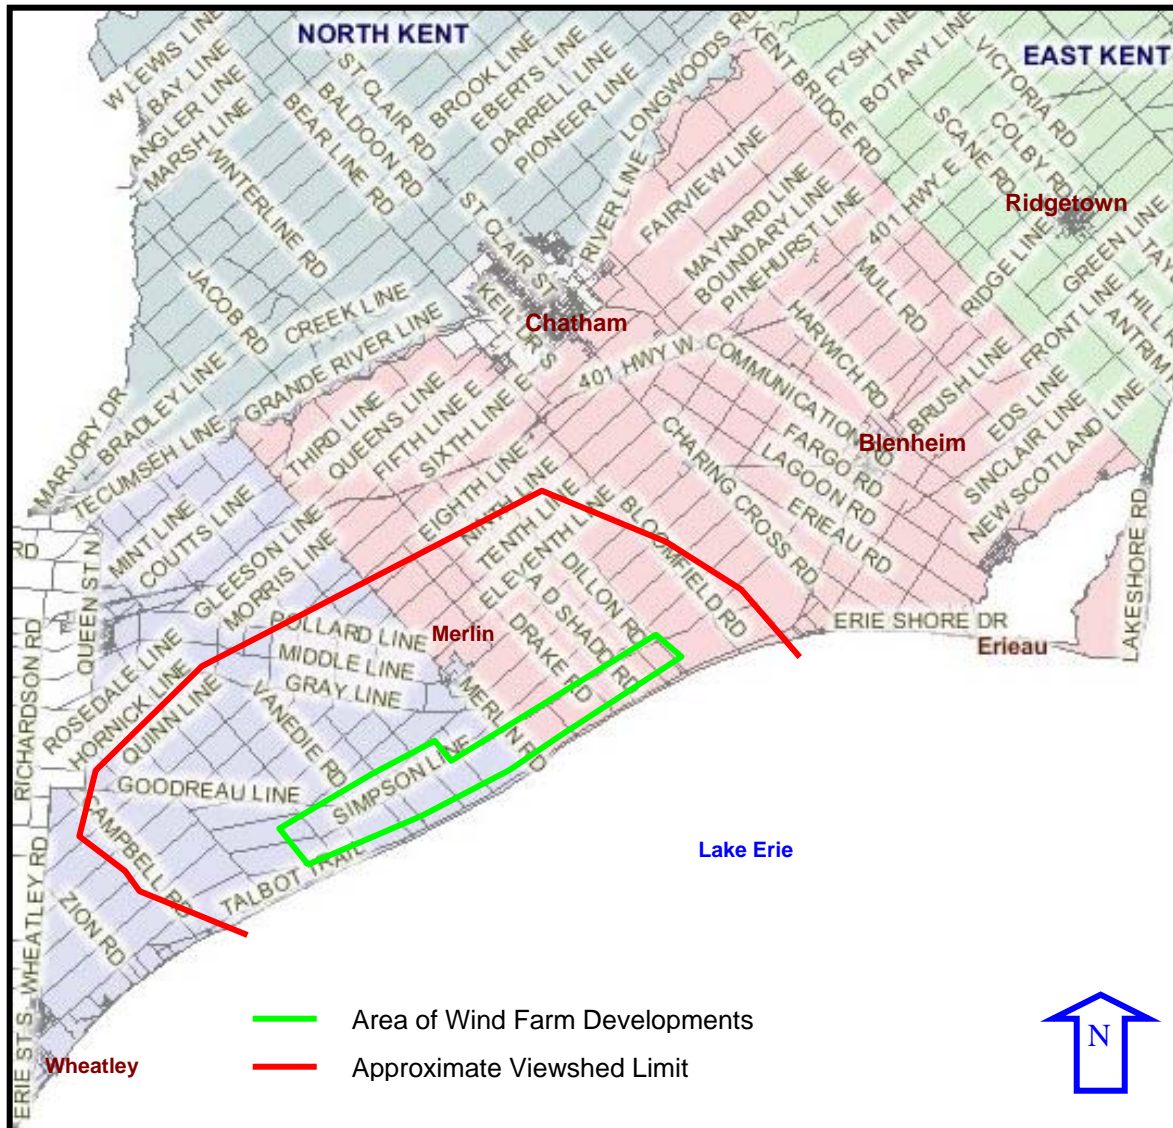 NORTH KENT
EAST KENT
W LEWIS LINE
BAY LINE
ANGLER LINE
MARSH LINE
WINTERLINE RD
BEAR LINE RD
BALDOON RD
ST CLAIR RD
BROOK LINE
EBERTS LINE
DARRELL LINE
PIONEER LINE
LONGWOODS RD
KENT BRIDGE RD
FYSH LINE
BOTANY LINE
VICTORIA RD
COLBY RD
SCANE RD
Ridgetown
RIVER LINE
FAIRVIEW LINE
MAYNARD LINE
BOUNDARY LINE
PINEHURST LINE
401 HWY E
MULL RD
HARWICH RD
RIDGE LINE
GREEN LINE
FRONT LINE
HILL
ANTRIM
JACOB RD
CREEK LINE
GRANDE RIVER LINE
ST CLAIR ST
KEIL DR S
Chatham
401 HWY W
COMMUNICATION RD
BRUSH LINE
Blenheim
EDS LINE
SINCLAIR LINE
NEW SCOTLAND LINE
FARGO RD
LAGOON RD
ERIEAU RD
CHARING CROSS RD
BLOOMFIELD RD
MARJORY DR
BRADLEY LINE
TECUMSEH LINE
THIRD LINE
QUEENS LINE
FIFTH LINE E
SIXTH LINE E
EIGHTH LINE
NINTH LINE
TENTH LINE
ELEVENTH LINE
DILLON RD
A D SHADD RD
DRAKE RD
MINT LINE
COUTTS LINE
GLEESON LINE
MORRIS LINE
RD
QUEEN ST N
RICHARDSON RD
ROSEDALE LINE
HORNICK LINE
QUINN LINE
POLLARD LINE
MIDDLE LINE
GRAY LINE
VANEDIE RD
Merlin
MERLIN RD
ERIE SHORE DR
Erieau
LAKESHORE RD
GOODREAU LINE
SIMPSON LINE
TALBOT TRAIL
CAMPBELL RD
ZION RD
WHEATLEY RD
ERIE ST S
Wheatley
Lake Erie
Area of Wind Farm Developments
Approximate Viewshed Limit
N